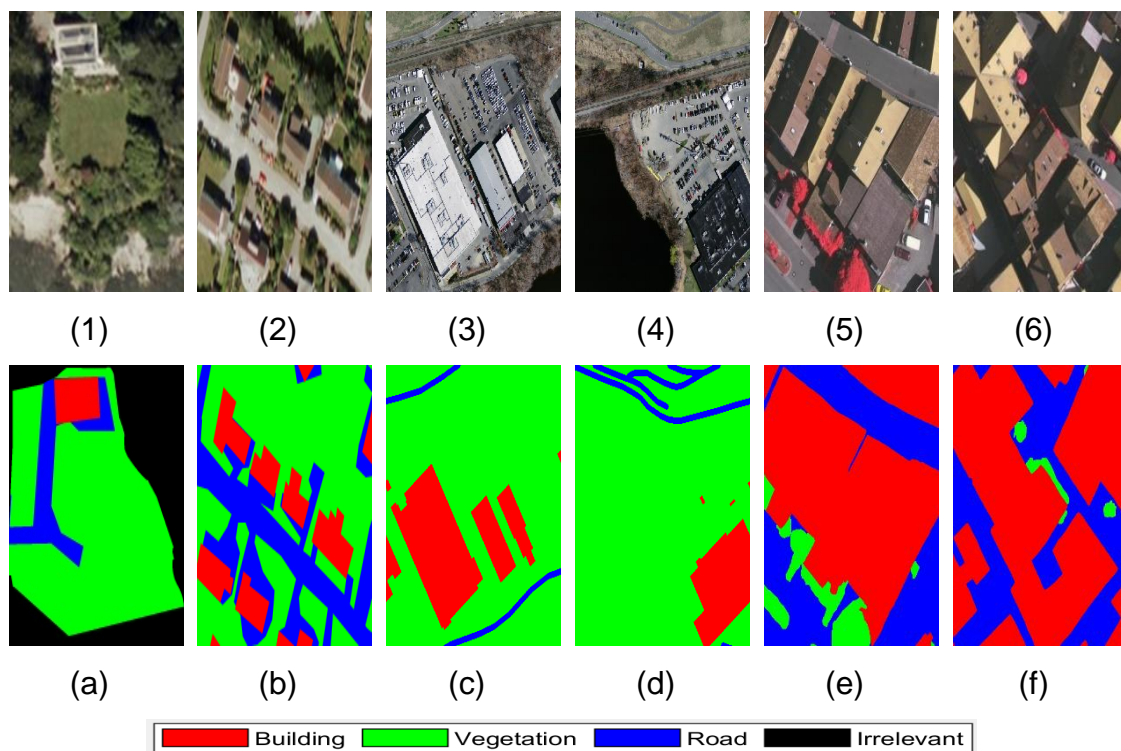 (1) (2) (3) (4) (5) (6)
(a) (b) (c) (d) (e) (f)
Building Vegetation Road Irrelevant